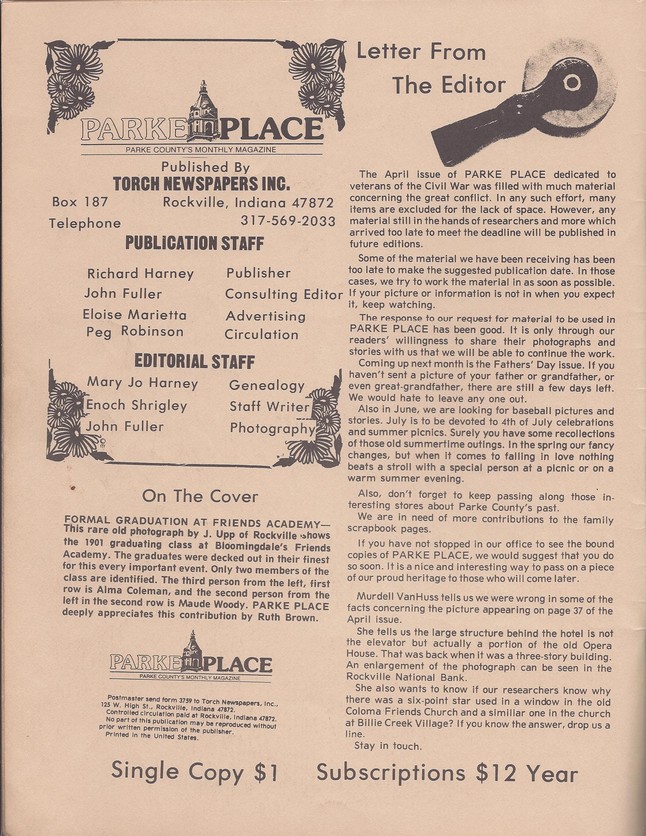 PARKE PLACE
PARKE COUNTY'S MONTHLY MAGAZINE
Published By
TORCH NEWSPAPERS INC.
Box 187 Rockville, Indiana 47872
Telephone 317-569-2033
PUBLICATION STAFF
Richard Harney Publisher
John Fuller Consulting Editor
Eloise Marietta Advertising
Peg Robinson Circulation
EDITORIAL STAFF
Mary Jo Harney Genealogy
Enoch Shrigley Staff Writer
John Fuller Photography
On The Cover
FORMAL GRADUATION AT FRIENDS ACADEMY—
This rare old photograph by J. Upp of Rockville shows
the 1901 graduating class at Bloomingdale's Friends
Academy. The graduates were decked out in their finest
for this every important event. Only two members of the
class are identified. The third person from the left, first
row is Alma Coleman, and the second person from the
left in the second row is Maude Woody. PARKE PLACE
deeply appreciates this contribution by Ruth Brown.
PARKE PLACE
PARKE COUNTY'S MONTHLY MAGAZINE
Postmaster send form 3759 to Torch Newspapers, Inc.,
125 W. High St., Rockville, Indiana 47872.
Controlled circulation paid at Rockville, Indiana 47872.
No part of this publication may be reproduced without
prior written permission of the publisher.
Printed in the United States.
Letter From
The Editor
The April issue of PARKE PLACE dedicated to
veterans of the Civil War was filled with much material
concerning the great conflict. In any such effort, many
items are excluded for the lack of space. However, any
material still in the hands of researchers and more which
arrived too late to meet the deadline will be published in
future editions.
Some of the material we have been receiving has been
too late to make the suggested publication date. In those
cases, we try to work the material in as soon as possible.
If your picture or information is not in when you expect
it, keep watching.
The response to our request for material to be used in
PARKE PLACE has been good. It is only through our
readers' willingness to share their photographs and
stories with us that we will be able to continue the work.
Coming up next month is the Fathers' Day issue. If you
haven't sent a picture of your father or grandfather, or
even great-grandfather, there are still a few days left.
We would hate to leave any one out.
Also in June, we are looking for baseball pictures and
stories. July is to be devoted to 4th of July celebrations
and summer picnics. Surely you have some recollections
of those old summertime outings. In the spring our fancy
changes, but when it comes to falling in love nothing
beats a stroll with a special person at a picnic or on a
warm summer evening.
Also, don't forget to keep passing along those in-
teresting stores about Parke County's past.
We are in need of more contributions to the family
scrapbook pages.
If you have not stopped in our office to see the bound
copies of PARKE PLACE, we would suggest that you do
so soon. It is a nice and interesting way to pass on a piece
of our proud heritage to those who will come later.
Murdell VanHuss tells us we were wrong in some of the
facts concerning the picture appearing on page 37 of the
April issue.
She tells us the large structure behind the hotel is not
the elevator but actually a portion of the old Opera
House. That was back when it was a three-story building.
An enlargement of the photograph can be seen in the
Rockville National Bank.
She also wants to know if our researchers know why
there was a six-point star used in a window in the old
Coloma Friends Church and a similiar one in the church
at Billie Creek Village? If you know the answer, drop us a
line.
Stay in touch.
Single Copy $1 Subscriptions $12 Year